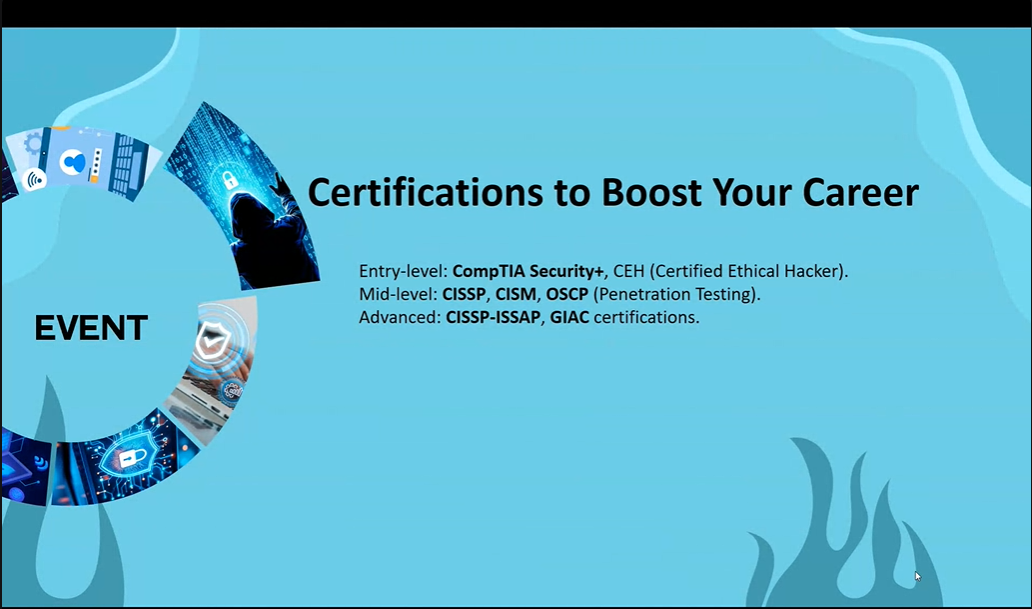 Certifications to Boost Your Career
Entry-level: CompTIA Security+, CEH (Certified Ethical Hacker).
Mid-level: CISSP, CISM, OSCP (Penetration Testing).
Advanced: CISSP-ISSAP, GIAC certifications.
EVENT